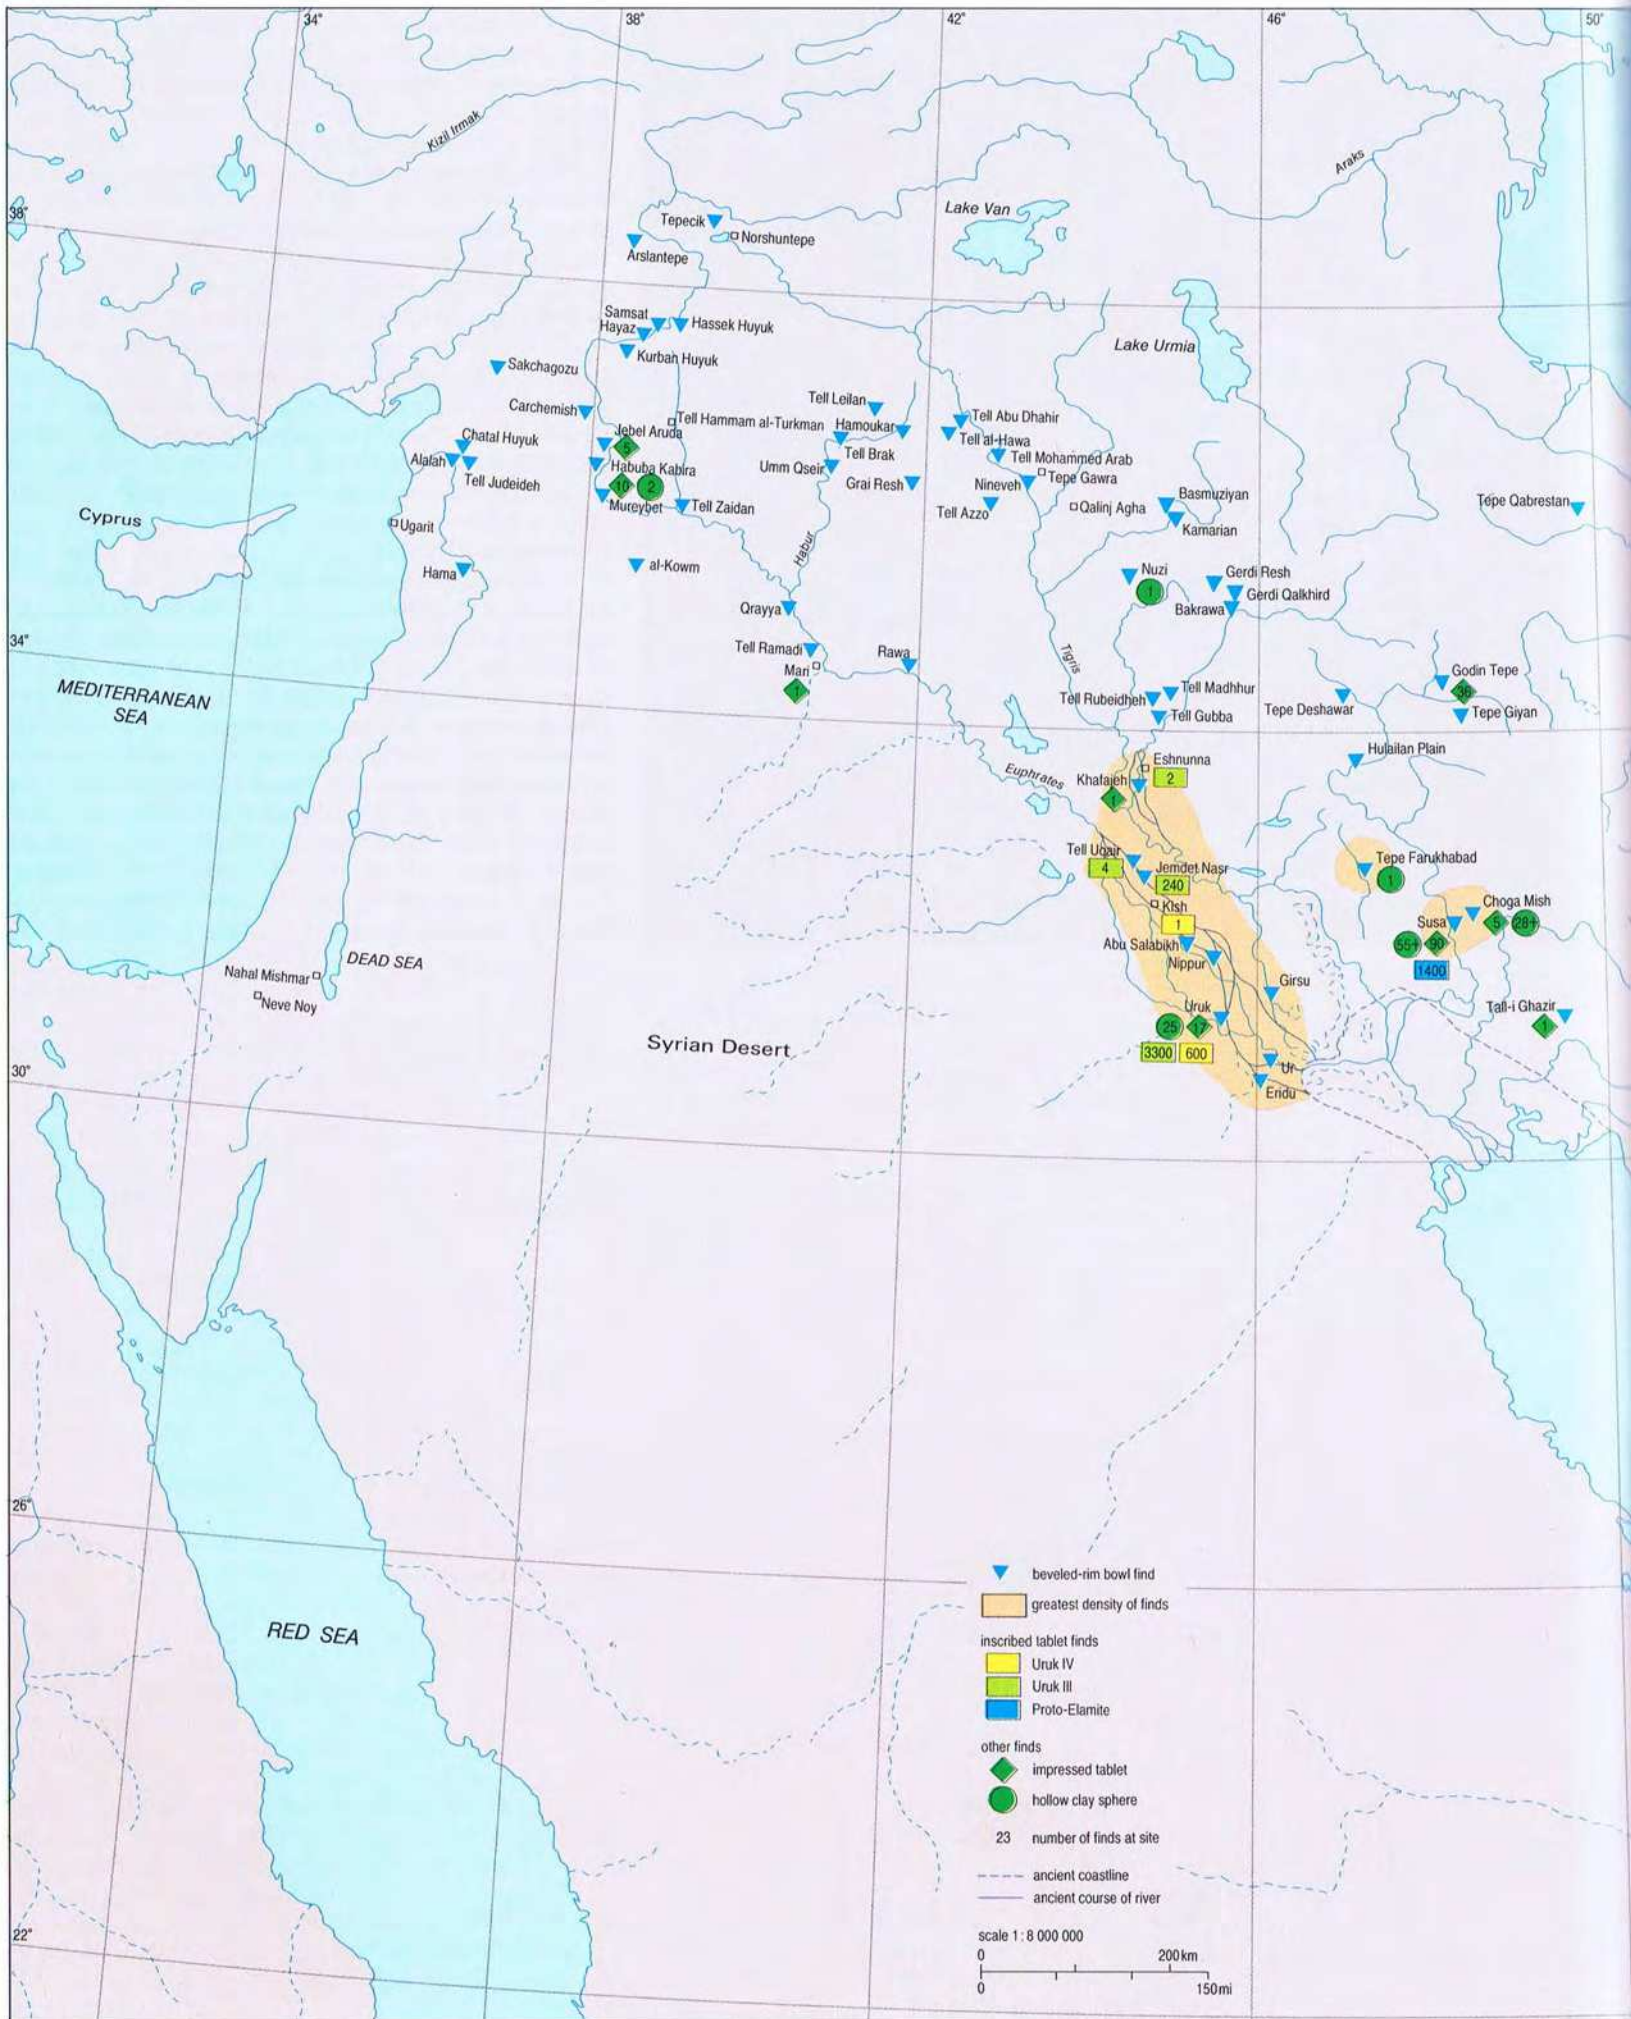 34°
38°
42°
46°
50°
Kizil Irmak
Araks
38°
Lake Van
Tepecik
Norshuntepe
Arslantepe
Samsat
Hayaz
Hassek Huyuk
Kurban Huyuk
Lake Urmia
Sakchagozu
Carchemish
Tell Leilan
Tell Hammam al-Turkman
Hamoukar
Tell Abu Dhahir
Jebel Aruda
5
Chatal Huyuk
Tell al-Hawa
Alalah
Tell Brak
Tell Mohammed Arab
Habuba Kabira
Umm Qseir
Tell Judeideh
10
2
Grai Resh
Nineveh
Tepe Gawra
Mureybet
Tell Zaidan
Tell Azzo
Qalinj Agha
Basmuziyan
Kamarian
Tepe Qabrestan
Cyprus
Ugarit
Hama
al-Kowm
Habur
Nuzi
1
Gerdi Resh
Gerdi Qalkhird
Bakrawa
Qrayya
34°
Tell Ramadi
Rawa
Mari
1
Tigris
MEDITERRANEAN
SEA
Tell Rubeidheh
Tell Madhhur
Tell Gubba
Tepe Deshawar
Godin Tepe
36
Tepe Giyan
Hulailan Plain
Euphrates
Eshnunna
2
Khafajeh
1
Tell Uqair
4
Jemdet Nasr
240
Tepe Farukhabad
1
Kish
1
Choga Mish
5
28+
Susa
55+
90
1400
Abu Salabikh
Nippur
Nahal Mishmar
DEAD SEA
Neve Noy
Girsu
Uruk
25
17
3300
600
Tall-i Ghazir
1
Syrian Desert
Ur
Eridu
30°
26°
RED SEA
beveled-rim bowl find
greatest density of finds
inscribed tablet finds
Uruk IV
Uruk III
Proto-Elamite
other finds
impressed tablet
hollow clay sphere
23 number of finds at site
ancient coastline
ancient course of river
scale 1 : 8 000 000
0 200km
0 150mi
22°